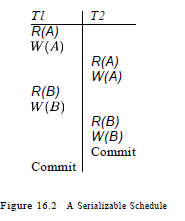 T1 T2
R(A)
W(A)
R(A)
W(A)
R(B)
W(B)
R(B)
W(B)
Commit
Commit
Figure 16.2 A Serializable Schedule